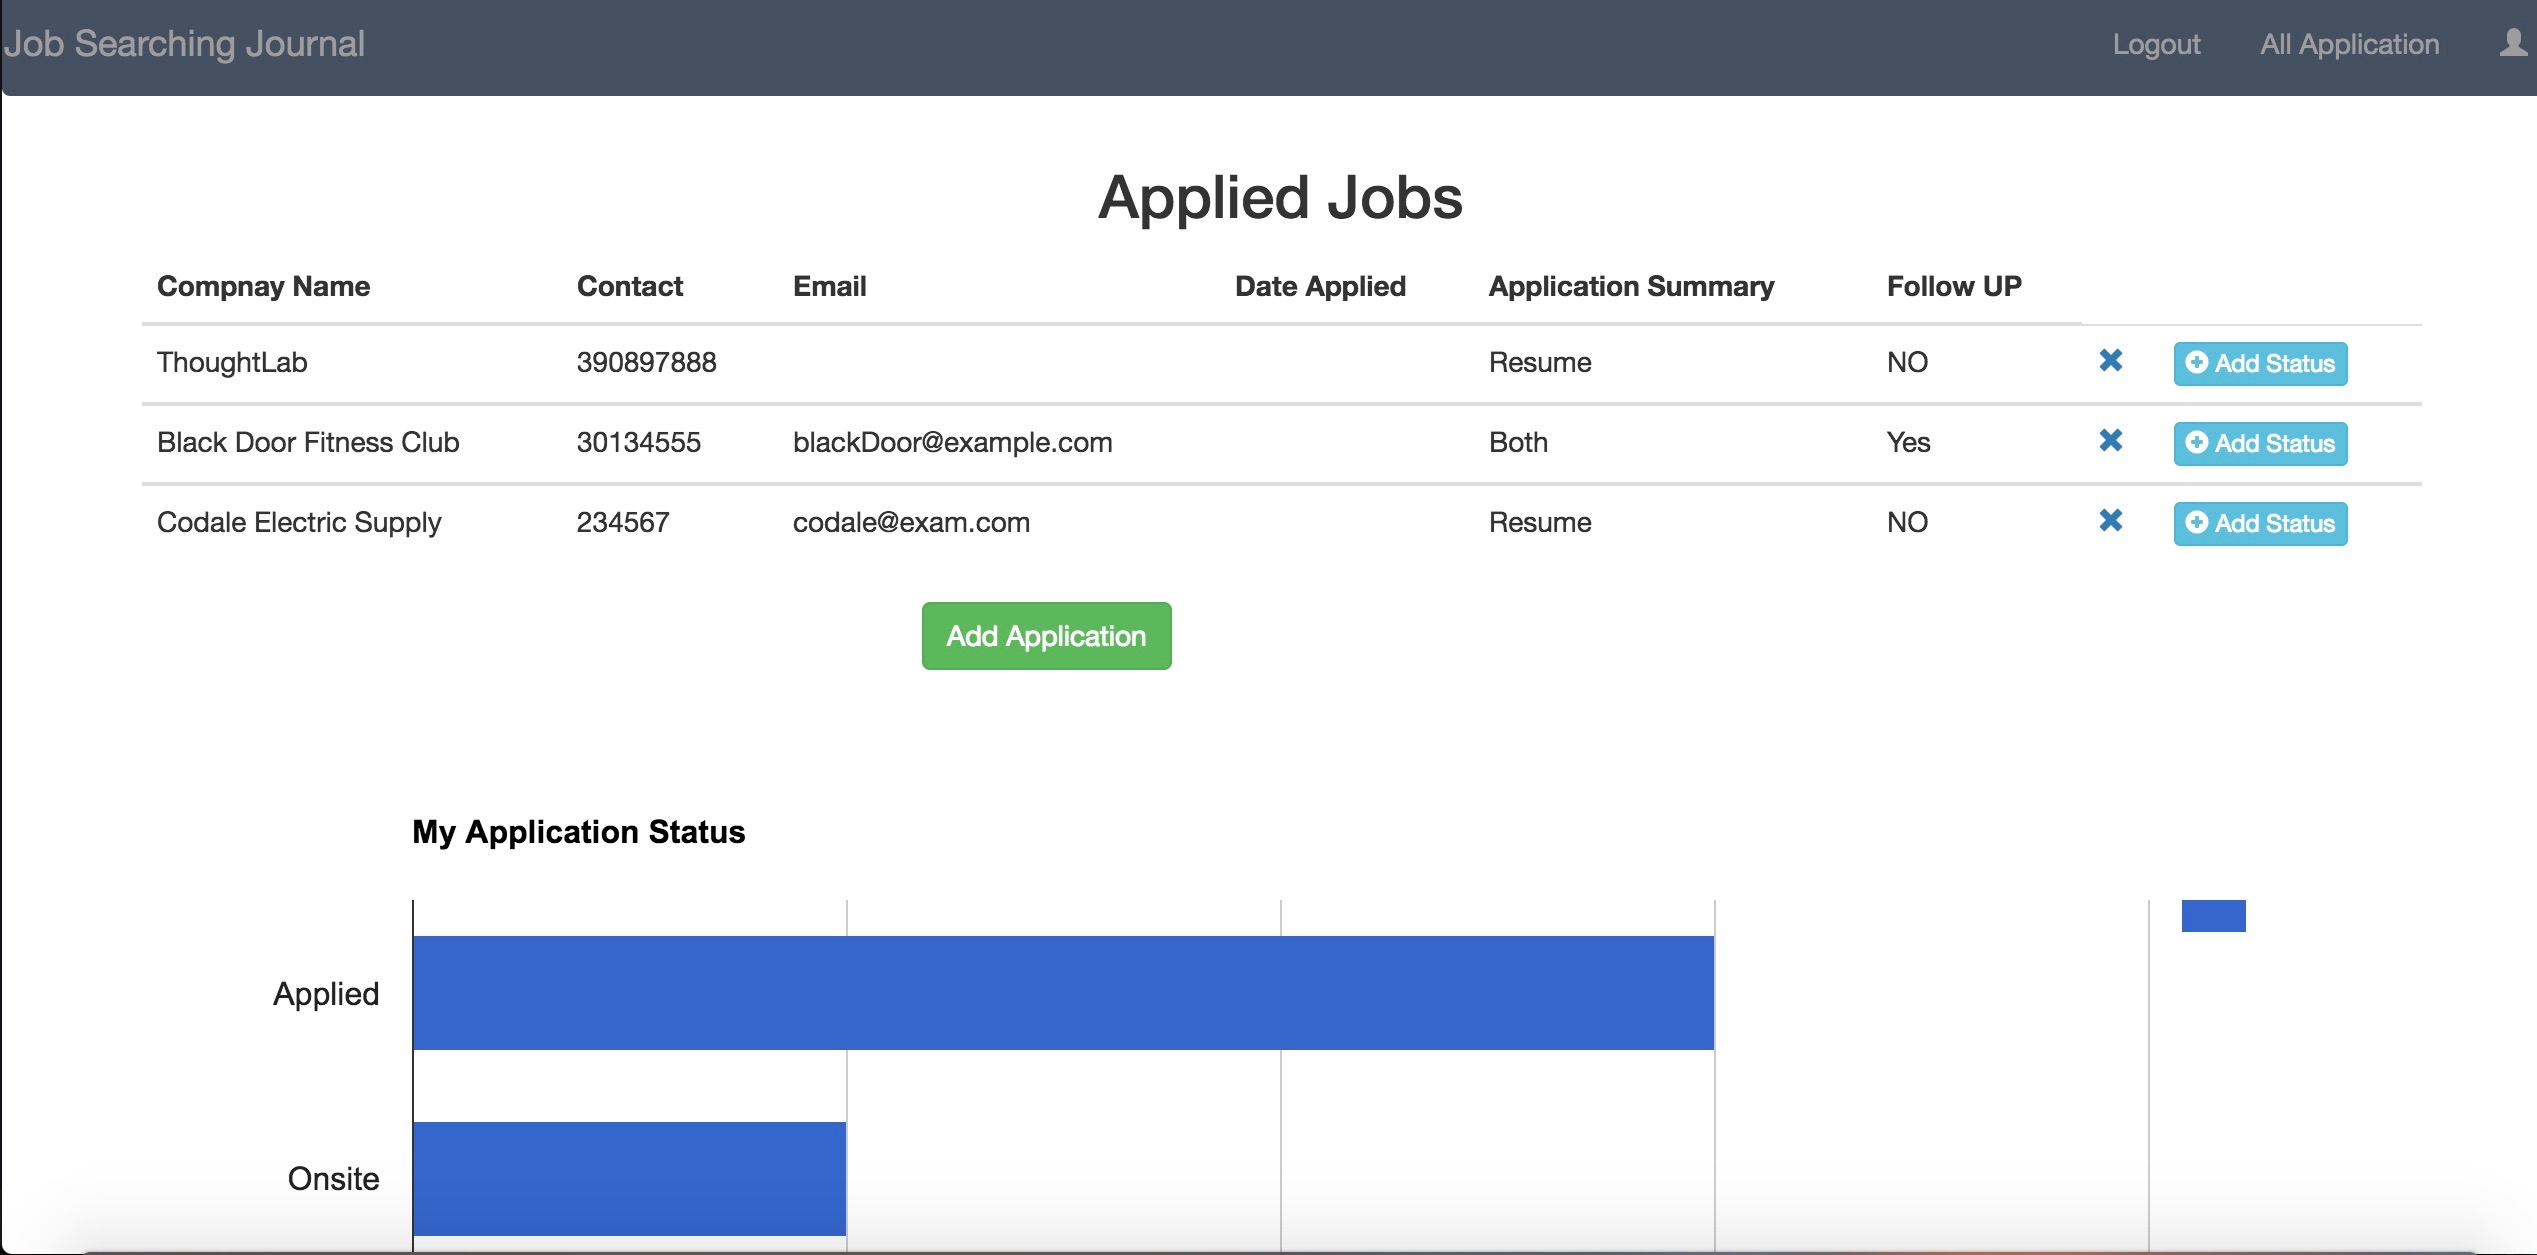 Job Searching Journal Logout All Application
Applied Jobs
Compnay Name Contact Email Date Applied Application Summary Follow UP
ThoughtLab 390897888 Resume NO Add Status
Black Door Fitness Club 30134555 blackDoor@example.com Both Yes Add Status
Codale Electric Supply 234567 codale@exam.com Resume NO Add Status
Add Application
My Application Status
Applied
Onsite